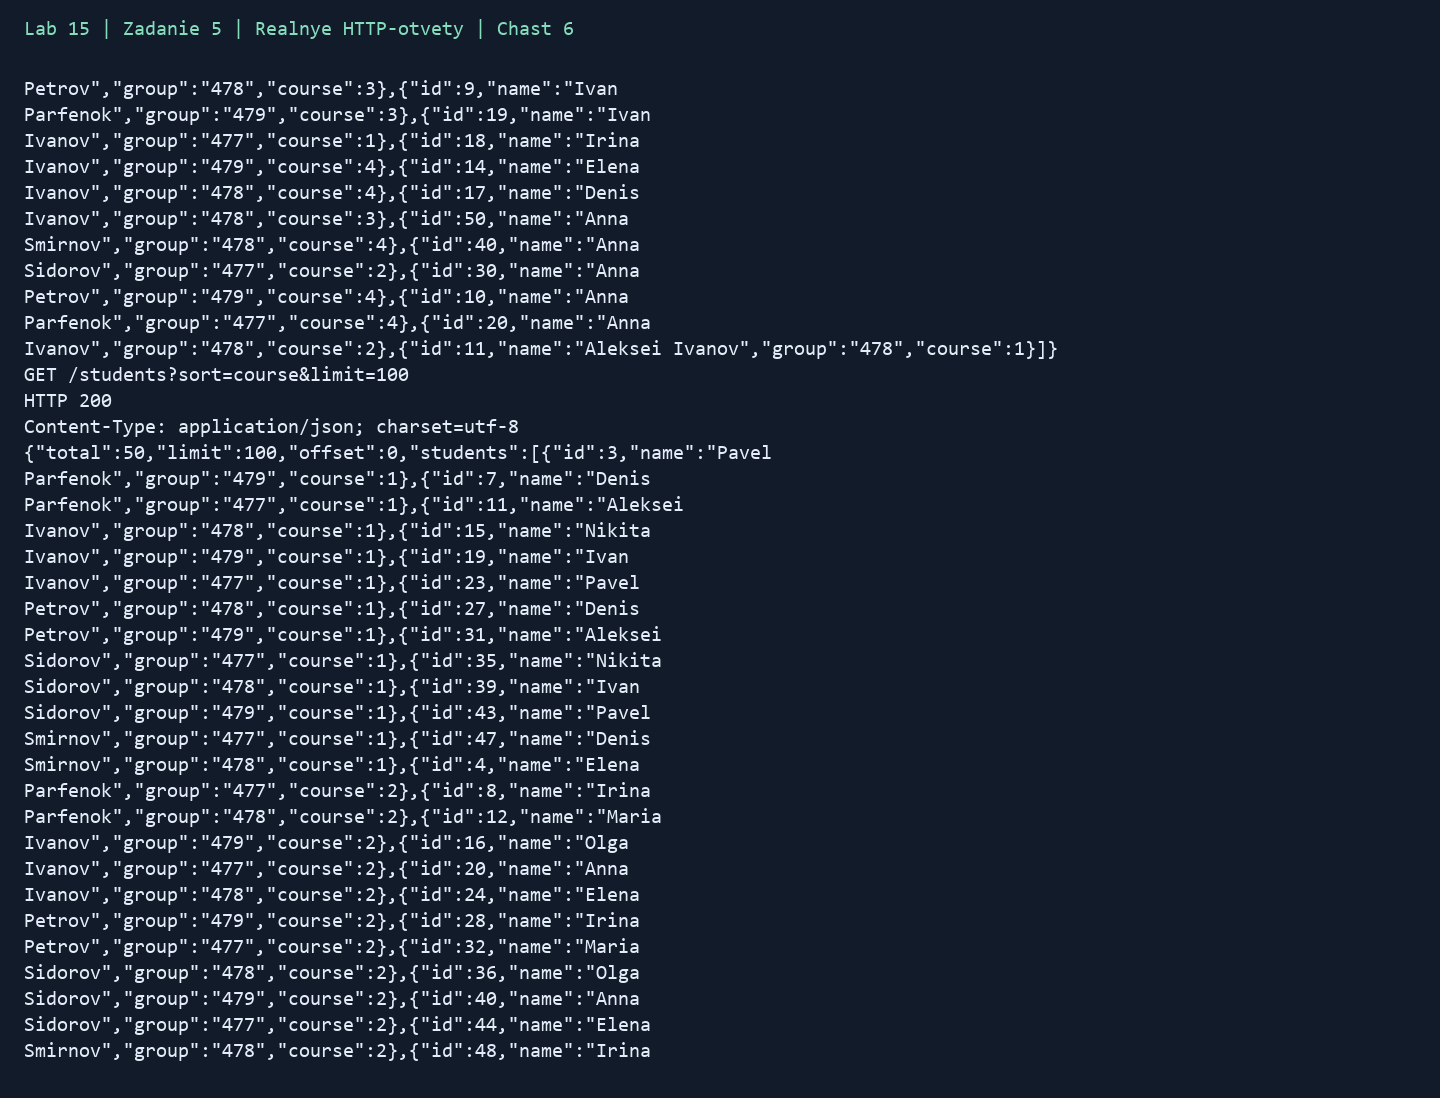 Lab 15 | Zadanie 5 | Realnye HTTP-otvety | Chast 6
Petrov","group":"478","course":3},{"id":9,"name":"Ivan
Parfenok","group":"479","course":3},{"id":19,"name":"Ivan
Ivanov","group":"477","course":1},{"id":18,"name":"Irina
Ivanov","group":"479","course":4},{"id":14,"name":"Elena
Ivanov","group":"478","course":4},{"id":17,"name":"Denis
Ivanov","group":"478","course":3},{"id":50,"name":"Anna
Smirnov","group":"478","course":4},{"id":40,"name":"Anna
Sidorov","group":"477","course":2},{"id":30,"name":"Anna
Petrov","group":"479","course":4},{"id":10,"name":"Anna
Parfenok","group":"477","course":4},{"id":20,"name":"Anna
Ivanov","group":"478","course":2},{"id":11,"name":"Aleksei Ivanov","group":"478","course":1}]}
GET /students?sort=course&limit=100
HTTP 200
Content-Type: application/json; charset=utf-8
{"total":50,"limit":100,"offset":0,"students":[{"id":3,"name":"Pavel
Parfenok","group":"479","course":1},{"id":7,"name":"Denis
Parfenok","group":"477","course":1},{"id":11,"name":"Aleksei
Ivanov","group":"478","course":1},{"id":15,"name":"Nikita
Ivanov","group":"479","course":1},{"id":19,"name":"Ivan
Ivanov","group":"477","course":1},{"id":23,"name":"Pavel
Petrov","group":"478","course":1},{"id":27,"name":"Denis
Petrov","group":"479","course":1},{"id":31,"name":"Aleksei
Sidorov","group":"477","course":1},{"id":35,"name":"Nikita
Sidorov","group":"478","course":1},{"id":39,"name":"Ivan
Sidorov","group":"479","course":1},{"id":43,"name":"Pavel
Smirnov","group":"477","course":1},{"id":47,"name":"Denis
Smirnov","group":"478","course":1},{"id":4,"name":"Elena
Parfenok","group":"477","course":2},{"id":8,"name":"Irina
Parfenok","group":"478","course":2},{"id":12,"name":"Maria
Ivanov","group":"479","course":2},{"id":16,"name":"Olga
Ivanov","group":"477","course":2},{"id":20,"name":"Anna
Ivanov","group":"478","course":2},{"id":24,"name":"Elena
Petrov","group":"479","course":2},{"id":28,"name":"Irina
Petrov","group":"477","course":2},{"id":32,"name":"Maria
Sidorov","group":"478","course":2},{"id":36,"name":"Olga
Sidorov","group":"479","course":2},{"id":40,"name":"Anna
Sidorov","group":"477","course":2},{"id":44,"name":"Elena
Smirnov","group":"478","course":2},{"id":48,"name":"Irina